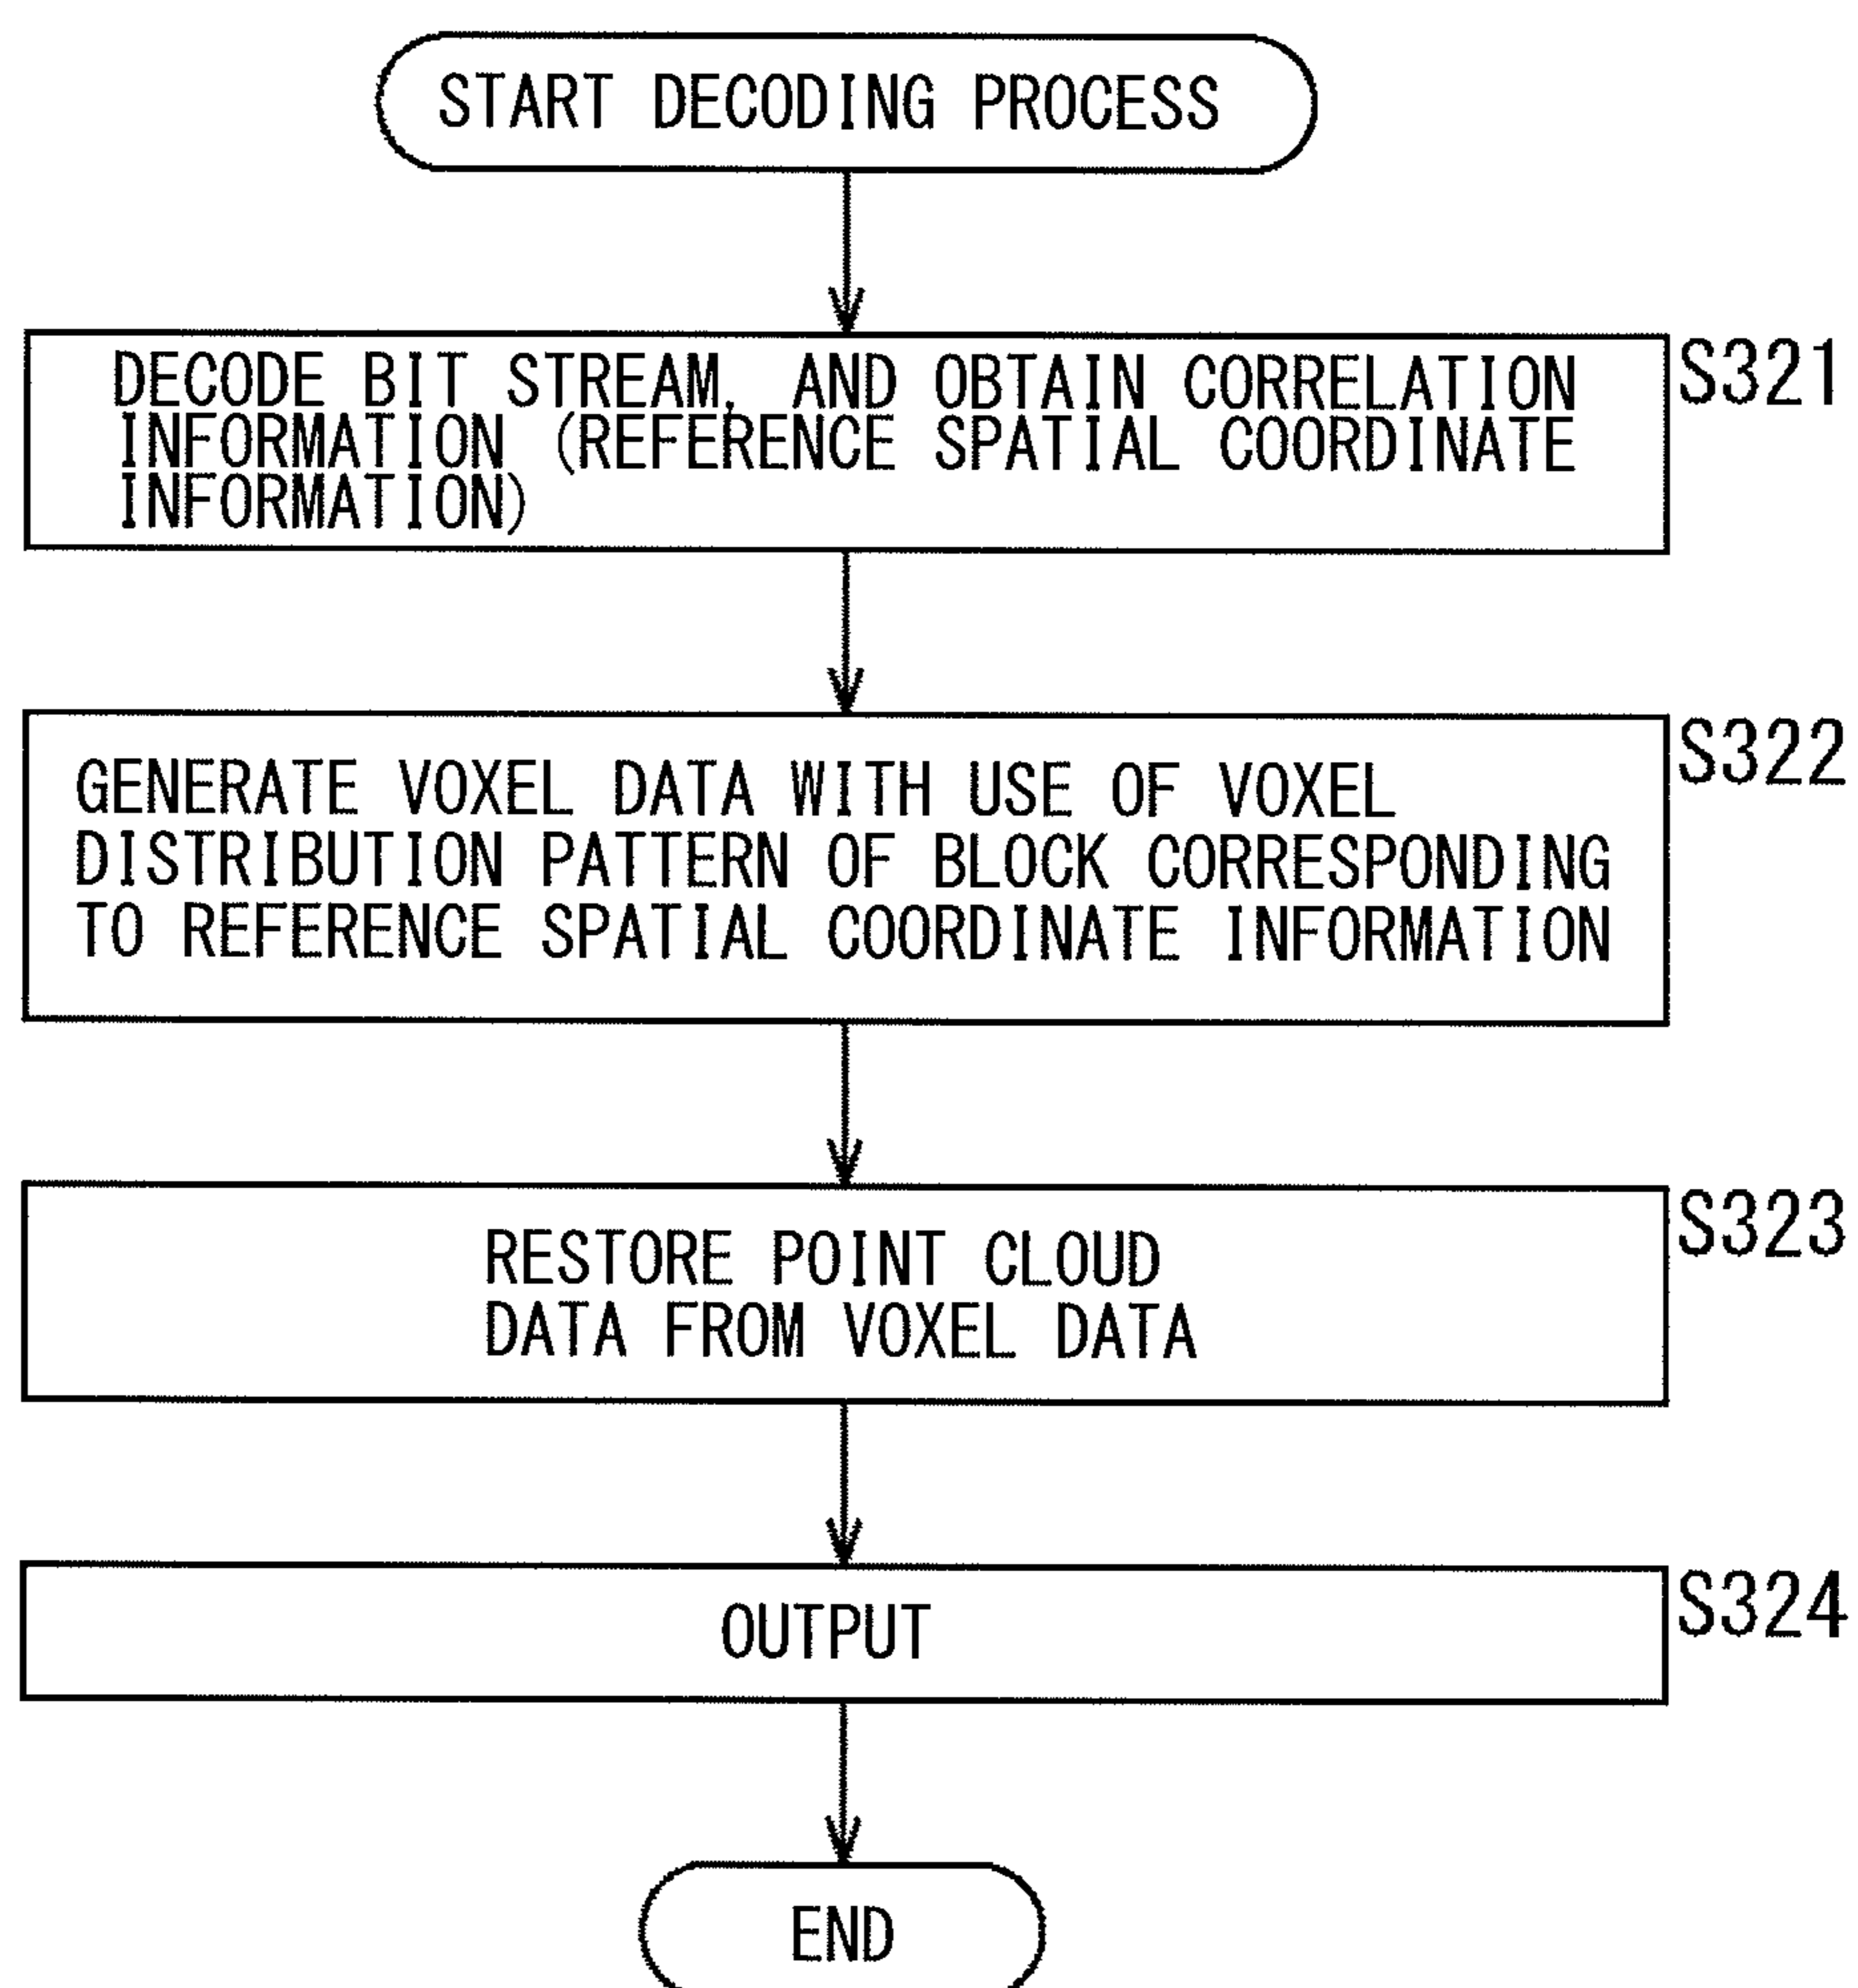 START DECODING PROCESS
DECODE BIT STREAM, AND OBTAIN CORRELATION
INFORMATION (REFERENCE SPATIAL COORDINATE
INFORMATION)
S321
GENERATE VOXEL DATA WITH USE OF VOXEL
DISTRIBUTION PATTERN OF BLOCK CORRESPONDING
TO REFERENCE SPATIAL COORDINATE INFORMATION
S322
RESTORE POINT CLOUD
DATA FROM VOXEL DATA
S323
OUTPUT
S324
END